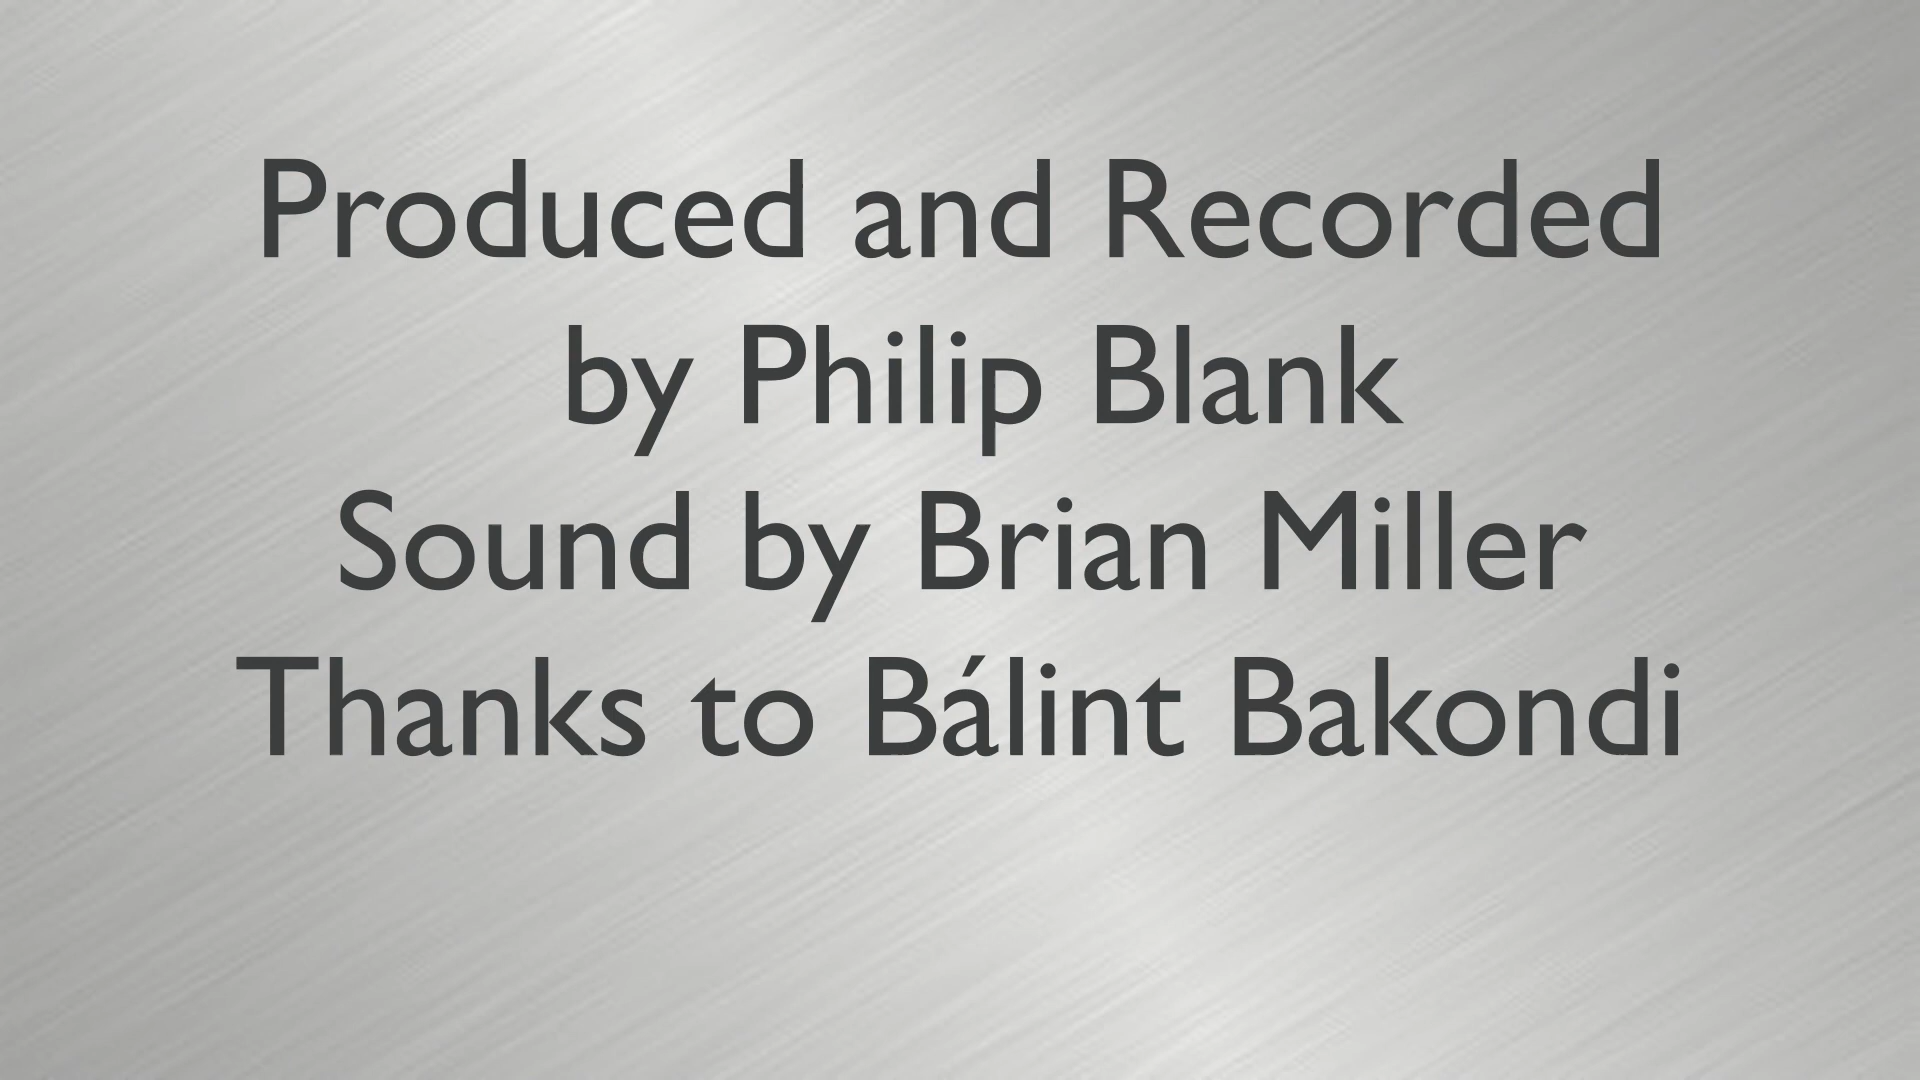 Produced and Recorded
by Philip Blank
Sound by Brian Miller
Thanks to Bálint Bakondi